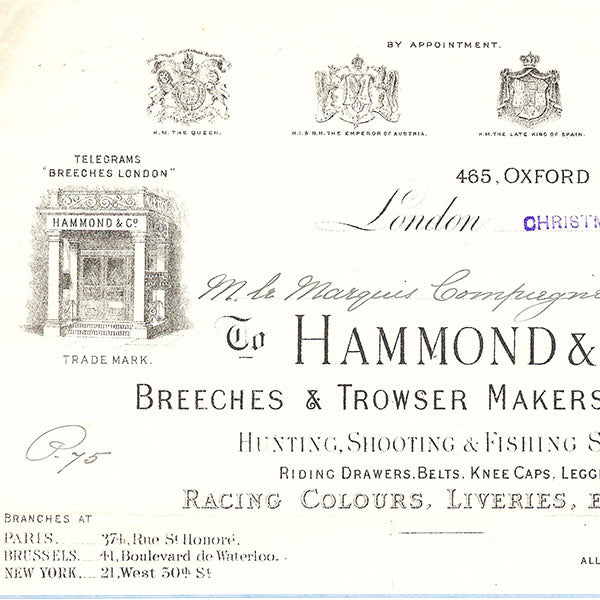 BY APPOINTMENT.
H.M. THE QUEEN.
H.I. & R.H. THE EMPEROR OF AUSTRIA.
H.M. THE LATE KING OF SPAIN.
TELEGRAMS
"BREECHES LONDON"
465, OXFORD
HAMMOND & Co
London CHRISTM
M. le Marquis Compiegne
TRADE MARK.
To HAMMOND &
BREECHES & TROWSER MAKERS
HUNTING, SHOOTING & FISHING S
P. 75
RIDING DRAWERS, BELTS, KNEE CAPS, LEGG
RACING COLOURS, LIVERIES, E
BRANCHES AT
PARIS. 374, Rue St Honoré.
BRUSSELS. 41, Boulevard de Waterloo.
NEW YORK. 21, West 30th St
ALL